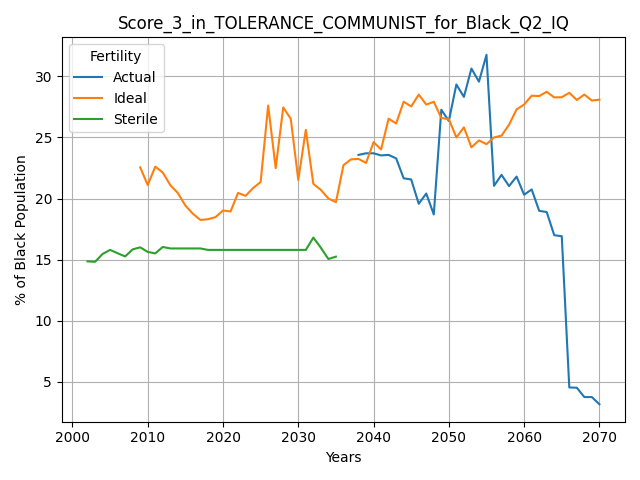 Score_3_in_TOLERANCE_COMMUNIST_for_Black_Q2_IQ
Fertility
Actual
Ideal
Sterile
% of Black Population
30
25
20
15
10
5
2000 2010 2020 2030 2040 2050 2060 2070
Years